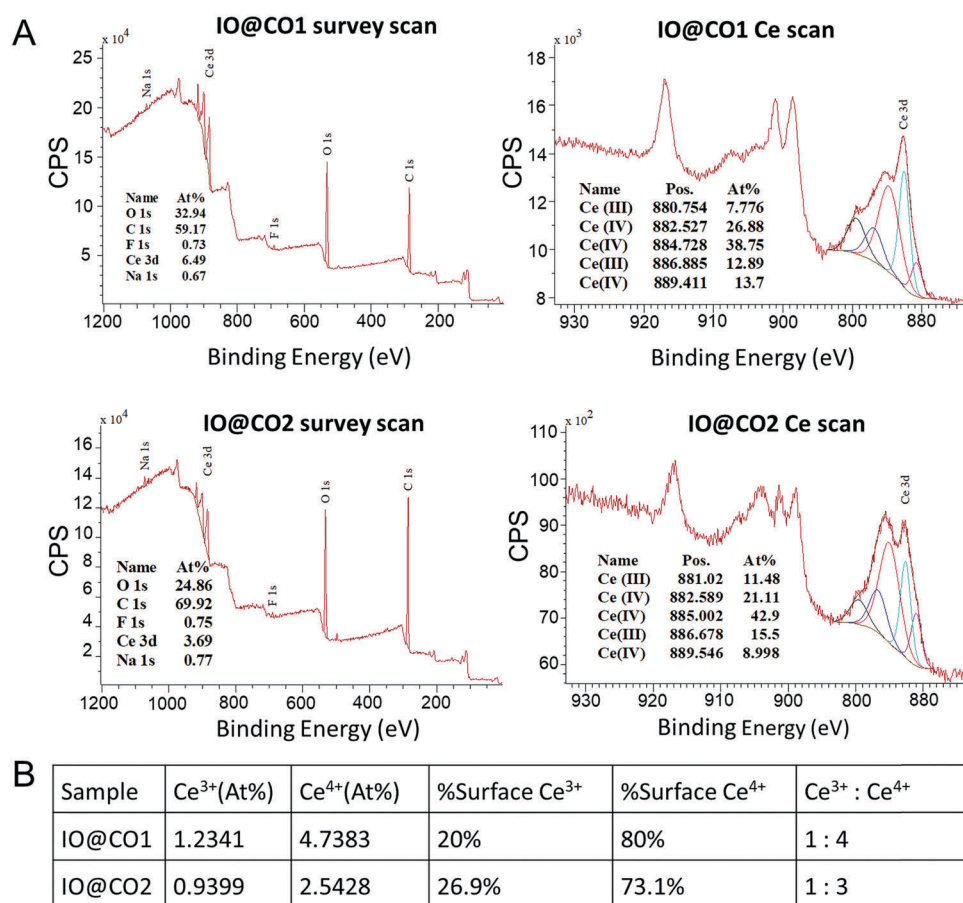 A
IO@CO1 survey scan
x 10⁴
25
20
15
10
5
CPS
Na 1s
Ce 3d
F 1s
O 1s
C 1s
Name At%
O 1s 32.94
C 1s 59.17
F 1s 0.73
Ce 3d 6.49
Na 1s 0.67
1200 1000 800 600 400 200
Binding Energy (eV)
IO@CO1 Ce scan
x 10³
16
14
12
10
8
CPS
Ce 3d
Name Pos. At%
Ce (III) 880.754 7.776
Ce (IV) 882.527 26.88
Ce(IV) 884.728 38.75
Ce(III) 886.885 12.89
Ce(IV) 889.411 13.7
930 920 910 900 890 880
Binding Energy (eV)
IO@CO2 survey scan
x 10⁴
16
14
12
10
8
6
4
2
CPS
Na 1s
Ce 3d
F 1s
O 1s
C 1s
Name At%
O 1s 24.86
C 1s 69.92
F 1s 0.75
Ce 3d 3.69
Na 1s 0.77
1200 1000 800 600 400 200
Binding Energy (eV)
IO@CO2 Ce scan
x 10²
110
100
90
80
70
60
CPS
Ce 3d
Name Pos. At%
Ce (III) 881.02 11.48
Ce (IV) 882.589 21.11
Ce(IV) 885.002 42.9
Ce(III) 886.678 15.5
Ce(IV) 889.546 8.998
930 920 910 900 890 880
Binding Energy (eV)
B
Sample Ce³⁺(At%) Ce⁴⁺(At%) %Surface Ce³⁺ %Surface Ce⁴⁺ Ce³⁺ : Ce⁴⁺
IO@CO1 1.2341 4.7383 20% 80% 1 : 4
IO@CO2 0.9399 2.5428 26.9% 73.1% 1 : 3